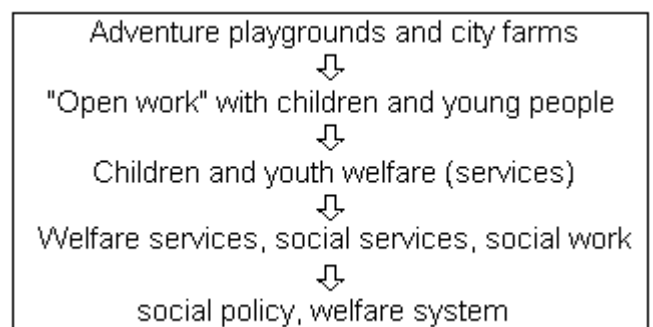 Adventure playgrounds and city farms
"Open work" with children and young people
Children and youth welfare (services)
Welfare services, social services, social work
social policy, welfare system